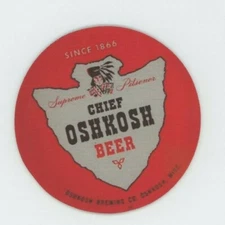 SINCE 1866
Supreme Pilsener
CHIEF
OSHKOSH
BEER
OSHKOSH BREWING CO. OSHKOSH, WIS.